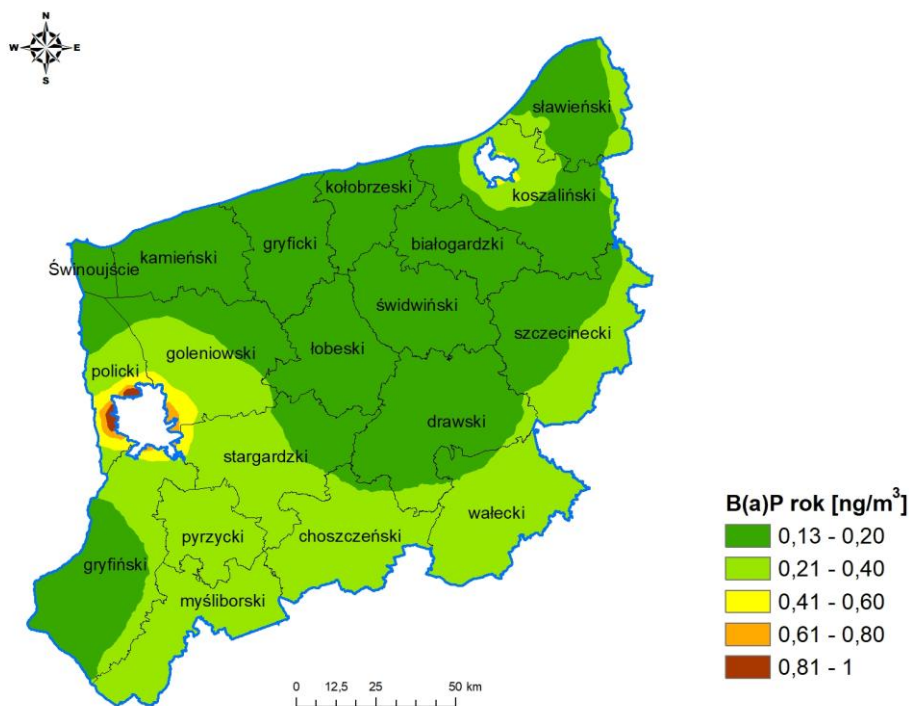 N
W E
S
sławieński
koszaliński
kołobrzeski
białogardzki
gryficki
kamieński
Świnoujście
świdwiński
szczecinecki
goleniowski
łobeski
policki
drawski
stargardzki
wałecki
choszczeński
pyrzycki
gryfiński
myśliborski
B(a)P rok [ng/m³]
0,13 - 0,20
0,21 - 0,40
0,41 - 0,60
0,61 - 0,80
0,81 - 1
0 12,5 25 50 km